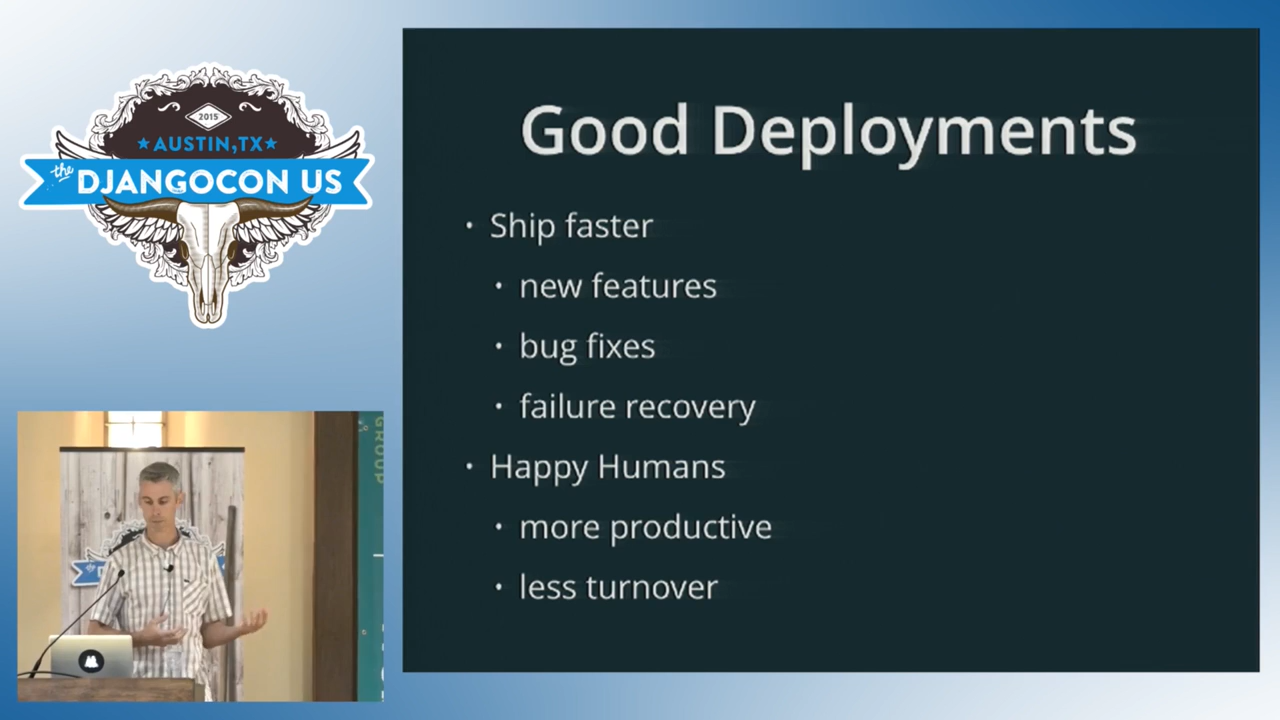 2015
AUSTIN,TX
the
DJANGOCON US
Good Deployments
• Ship faster
• new features
• bug fixes
• failure recovery
• Happy Humans
• more productive
• less turnover
GROUP